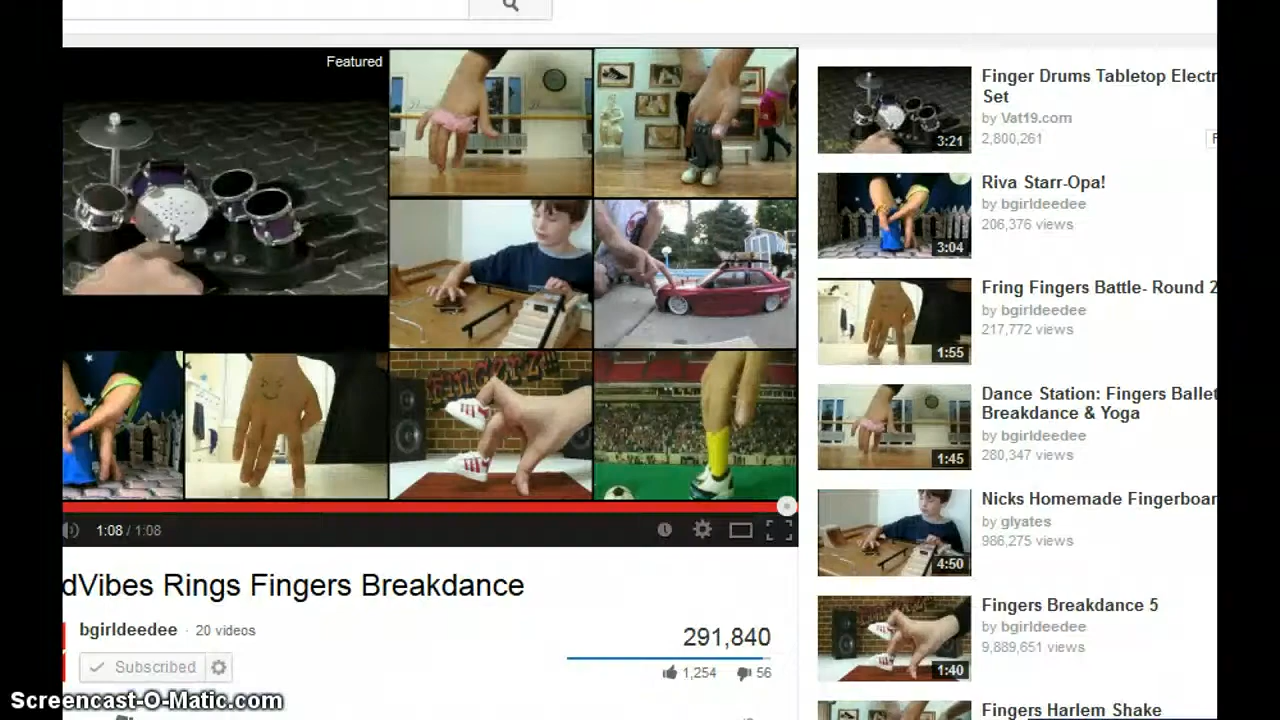 Featured
FINGERZ!!!
1:08 / 1:08
dVibes Rings Fingers Breakdance
bgirldeedee · 20 videos
Subscribed
291,840
1,254 56
Finger Drums Tabletop Electr
Set
by Vat19.com
2,800,261
F
3:21
Riva Starr-Opa!
by bgirldeedee
206,376 views
3:04
Fring Fingers Battle- Round 2
by bgirldeedee
217,772 views
1:55
Dance Station: Fingers Ballet
Breakdance & Yoga
by bgirldeedee
280,347 views
1:45
Nicks Homemade Fingerboar
by glyates
986,275 views
4:50
Fingers Breakdance 5
by bgirldeedee
9,889,651 views
1:40
Fingers Harlem Shake
Screencast-O-Matic.com